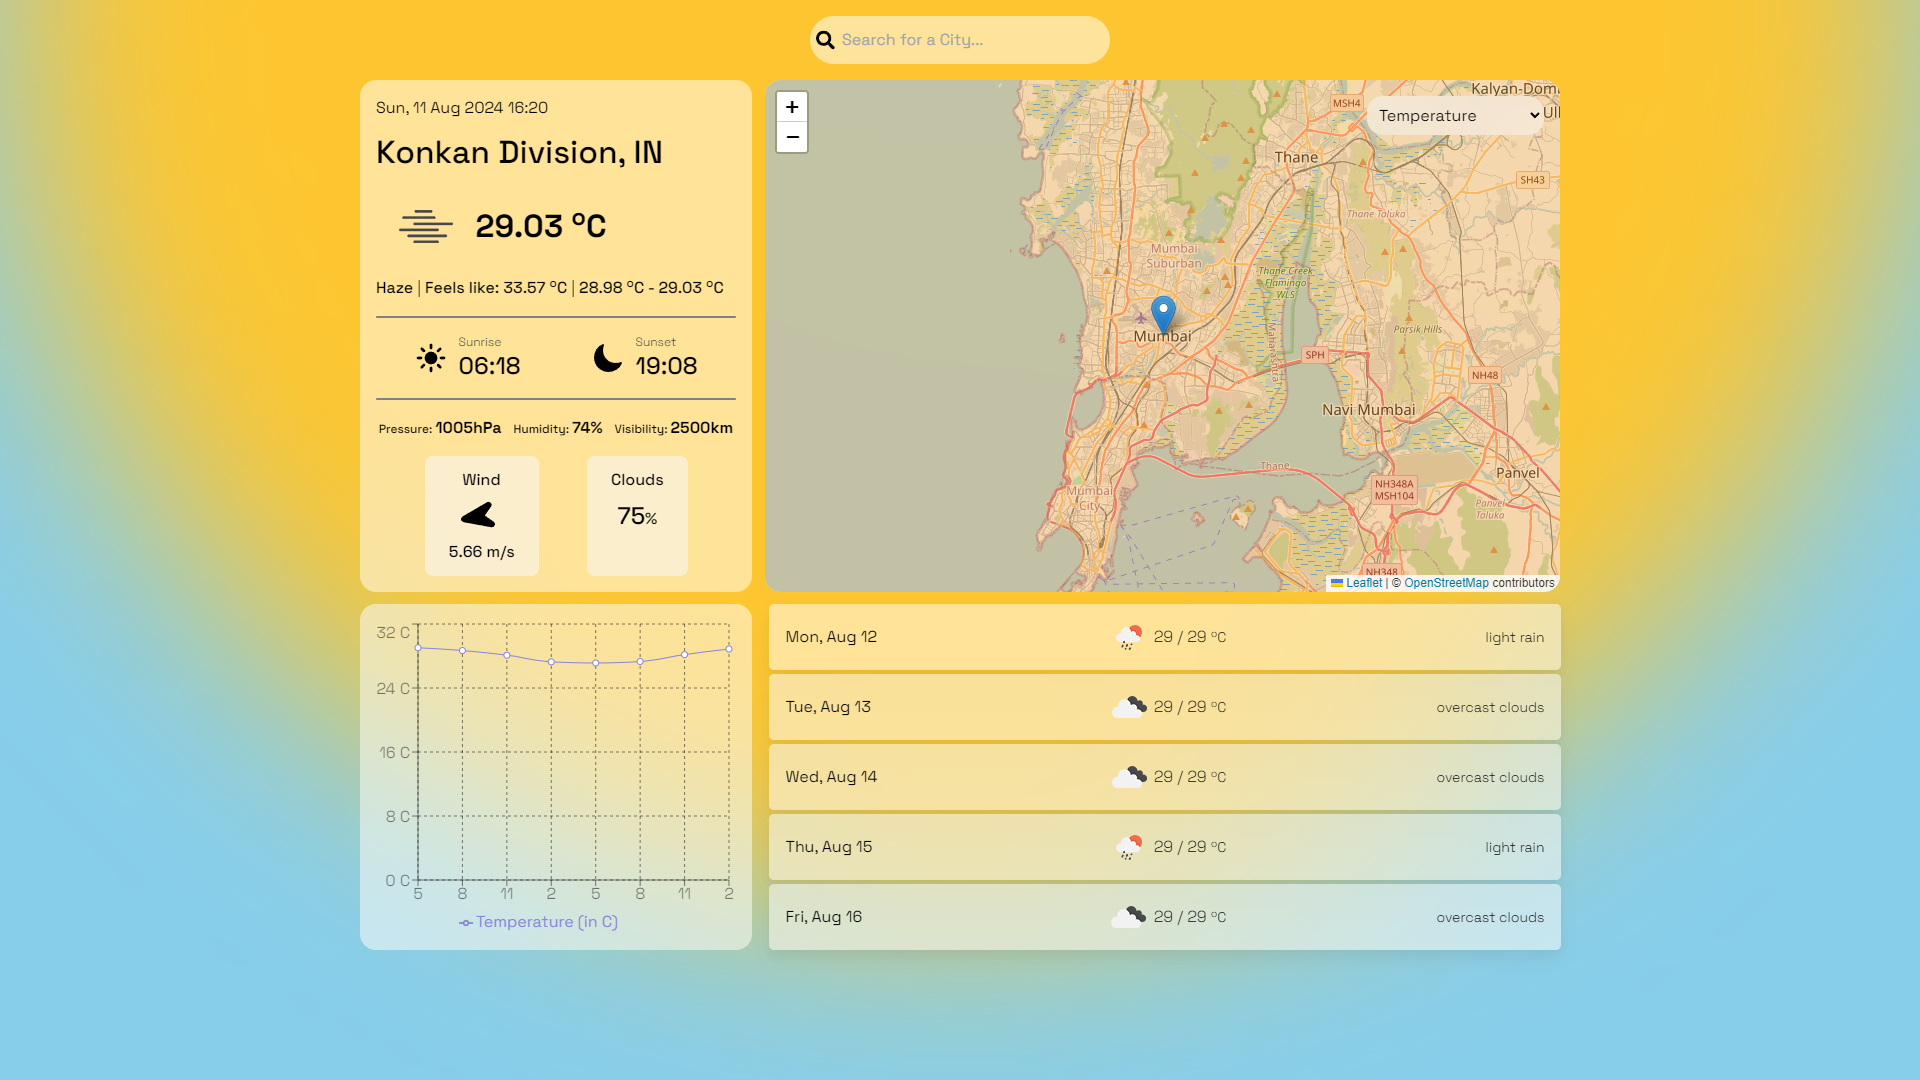 Search for a City...
Sun, 11 Aug 2024 16:20
Konkan Division, IN
29.03 °C
Haze | Feels like: 33.57 °C | 28.98 °C - 29.03 °C
Sunrise
06:18
Sunset
19:08
Pressure: 1005hPa Humidity: 74% Visibility: 2500km
Wind
5.66 m/s
Clouds
75%
+
−
Temperature
Kalyan-Dom
Ull
MSH4
Thane
SH43
Thane Taluka
Mumbai
Suburban
Thane Creek
Flamingo
WLS
Mumbai
Maharashtra
Parsik Hills
SPH
NH48
Navi Mumbai
Thane
Panvel
NH348A
MSH104
Mumbai
City
Panvel
Taluka
NH348
Leaflet | © OpenStreetMap contributors
32 C
24 C
16 C
8 C
0 C
5 8 11 2 5 8 11 2
Temperature (in C)
Mon, Aug 12 29 / 29 °C light rain
Tue, Aug 13 29 / 29 °C overcast clouds
Wed, Aug 14 29 / 29 °C overcast clouds
Thu, Aug 15 29 / 29 °C light rain
Fri, Aug 16 29 / 29 °C overcast clouds